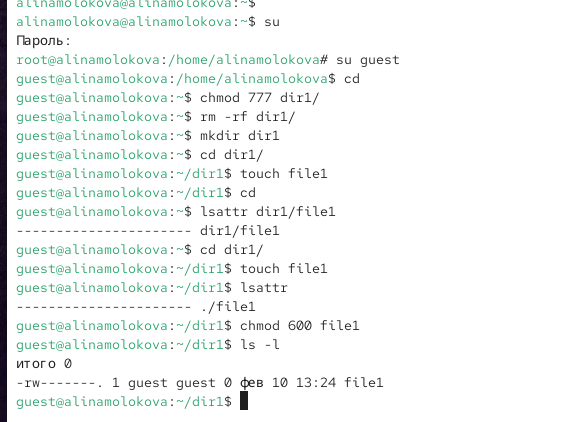 alinamolokova@alinamolokova:~$
alinamolokova@alinamolokova:~$ su
Пароль:
root@alinamolokova:/home/alinamolokova# su guest
guest@alinamolokova:/home/alinamolokova$ cd
guest@alinamolokova:~$ chmod 777 dir1/
guest@alinamolokova:~$ rm -rf dir1/
guest@alinamolokova:~$ mkdir dir1
guest@alinamolokova:~$ cd dir1/
guest@alinamolokova:~/dir1$ touch file1
guest@alinamolokova:~/dir1$ cd
guest@alinamolokova:~$ lsattr dir1/file1
---------------------- dir1/file1
guest@alinamolokova:~$ cd dir1/
guest@alinamolokova:~/dir1$ touch file1
guest@alinamolokova:~/dir1$ lsattr
---------------------- ./file1
guest@alinamolokova:~/dir1$ chmod 600 file1
guest@alinamolokova:~/dir1$ ls -l
итого 0
-rw-------. 1 guest guest 0 фев 10 13:24 file1
guest@alinamolokova:~/dir1$